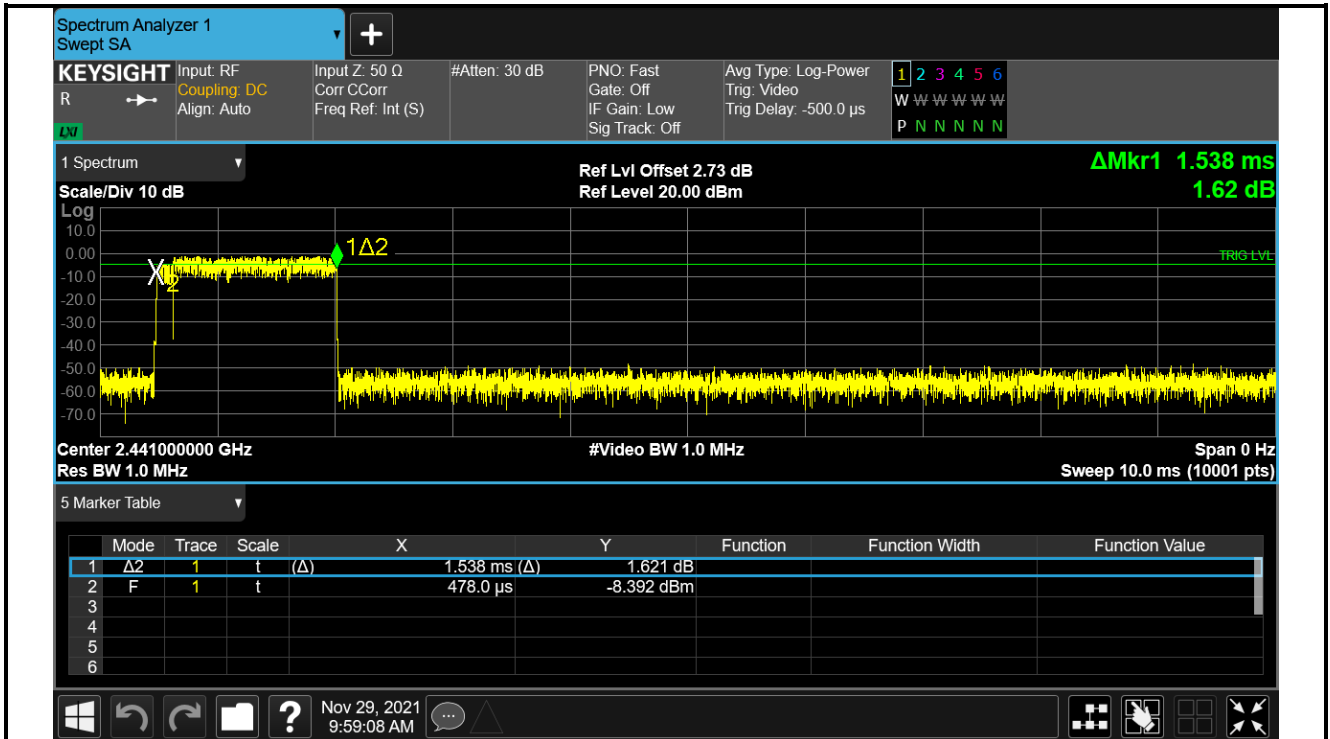 Spectrum Analyzer 1
Swept SA
+
KEYSIGHT
R
LXI
Input: RF
Coupling: DC
Align: Auto
Input Z: 50 Ω
Corr CCorr
Freq Ref: Int (S)
#Atten: 30 dB
PNO: Fast
Gate: Off
IF Gain: Low
Sig Track: Off
Avg Type: Log-Power
Trig: Video
Trig Delay: -500.0 µs
1 2 3 4 5 6
W W W W W W
P N N N N N
1 Spectrum
Scale/Div 10 dB
Ref Lvl Offset 2.73 dB
Ref Level 20.00 dBm
ΔMkr1 1.538 ms
1.62 dB
Log
10.0
0.00
-10.0
-20.0
-30.0
-40.0
-50.0
-60.0
-70.0
X
2
1Δ2
TRIG LVL
Center 2.441000000 GHz
#Video BW 1.0 MHz
Span 0 Hz
Res BW 1.0 MHz
Sweep 10.0 ms (10001 pts)
5 Marker Table
Mode Trace Scale X Y Function Function Width Function Value
1 Δ2 1 t (Δ) 1.538 ms (Δ) 1.621 dB
2 F 1 t 478.0 µs -8.392 dBm
3
4
5
6
?
Nov 29, 2021
9:59:08 AM